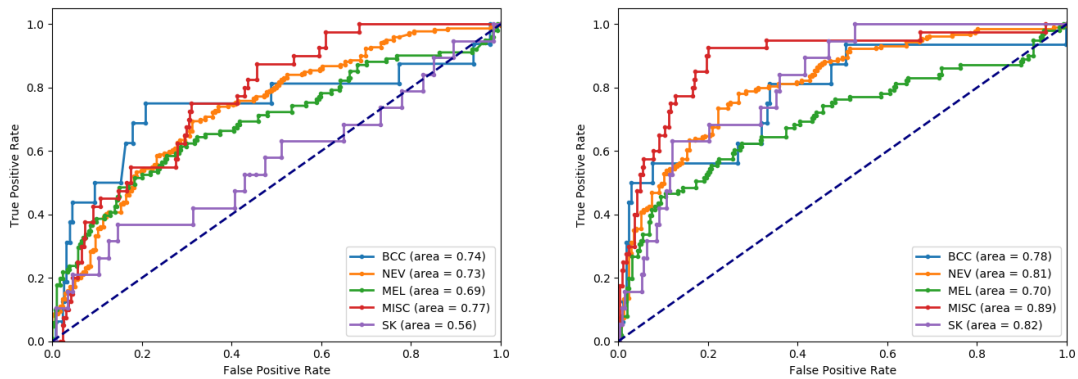 1.0
0.8
0.6
0.4
0.2
0.0
True Positive Rate
BCC (area = 0.74)
NEV (area = 0.73)
MEL (area = 0.69)
MISC (area = 0.77)
SK (area = 0.56)
0.0 0.2 0.4 0.6 0.8 1.0
False Positive Rate
1.0
0.8
0.6
0.4
0.2
0.0
True Positive Rate
BCC (area = 0.78)
NEV (area = 0.81)
MEL (area = 0.70)
MISC (area = 0.89)
SK (area = 0.82)
0.0 0.2 0.4 0.6 0.8 1.0
False Positive Rate